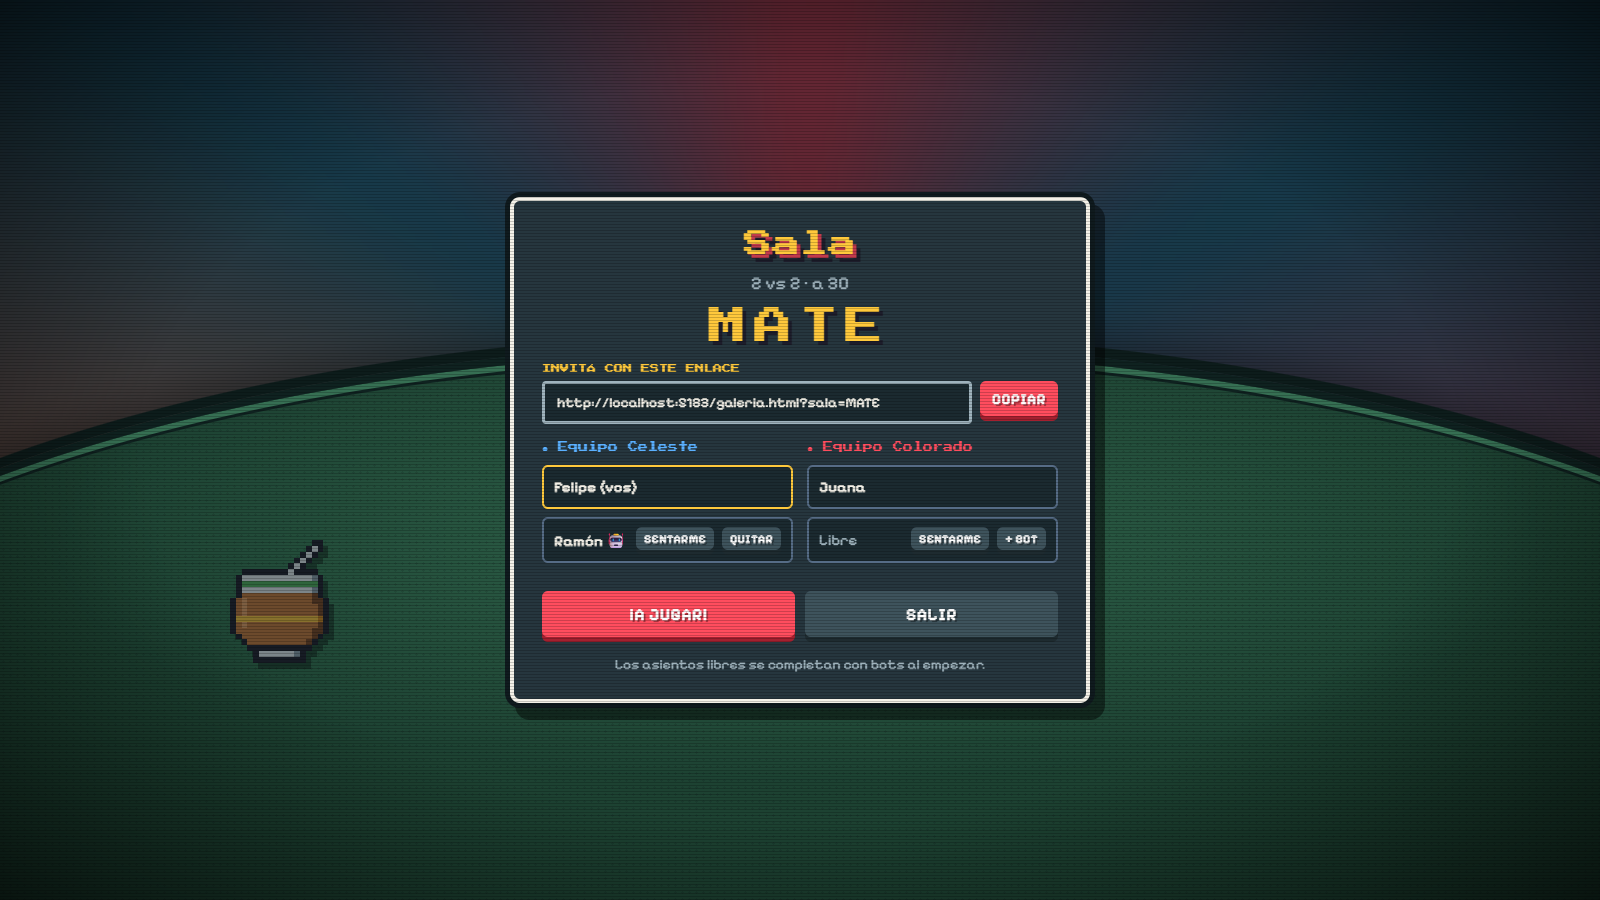 Sala
2 vs 2 · a 30
MATE
INVITÁ CON ESTE ENLACE
http://localhost:5183/galeria.html?sala=MATE
COPIAR
• Equipo Celeste
• Equipo Colorado
Felipe (vos)
Juana
Ramón 🤖 SENTARME QUITAR
Libre SENTARME + BOT
¡A JUGAR!
SALIR
Los asientos libres se completan con bots al empezar.